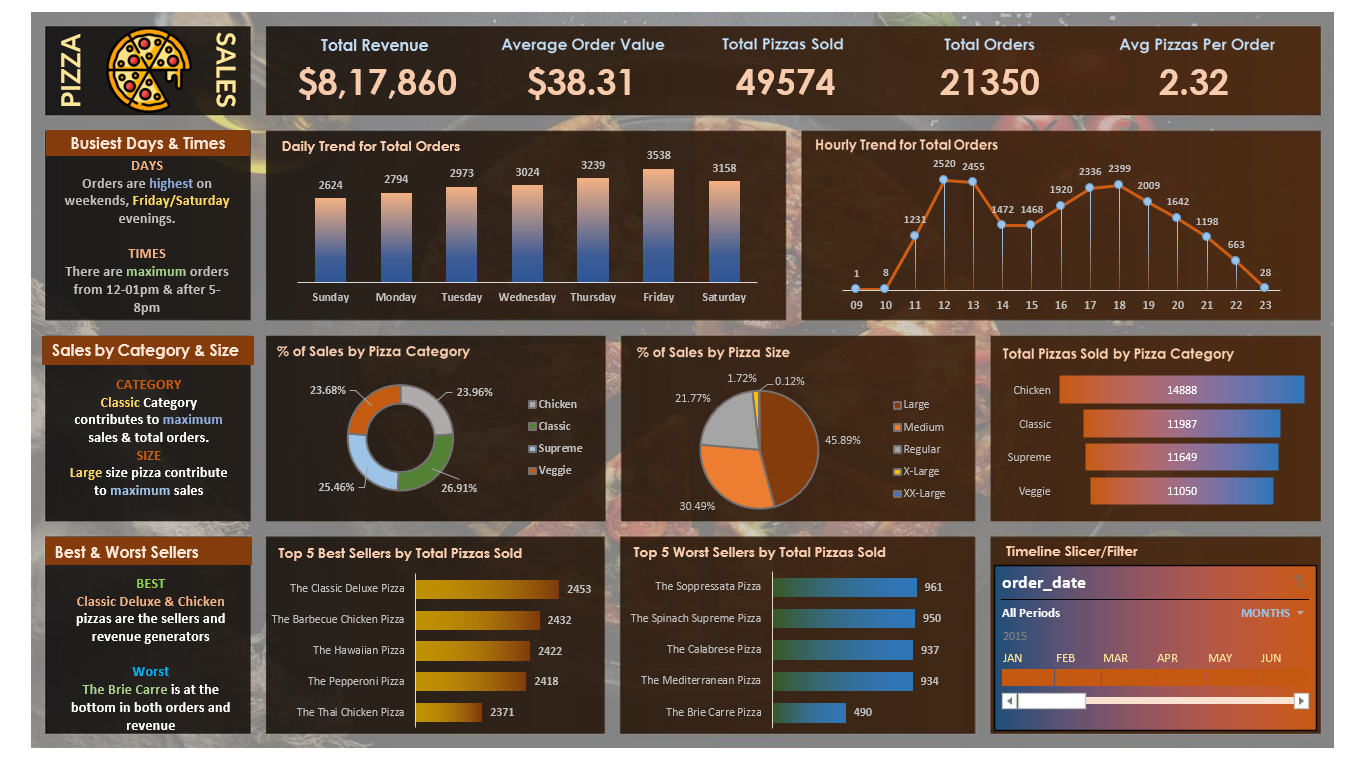 PIZZA
SALES
Total Revenue
$8,17,860
Average Order Value
$38.31
Total Pizzas Sold
49574
Total Orders
21350
Avg Pizzas Per Order
2.32
Busiest Days & Times
DAYS
Orders are highest on
weekends, Friday/Saturday
evenings.
TIMES
There are maximum orders
from 12-01pm & after 5-
8pm
Daily Trend for Total Orders
2624
2794
2973
3024
3239
3538
3158
Sunday
Monday
Tuesday
Wednesday
Thursday
Friday
Saturday
Hourly Trend for Total Orders
1
8
1231
2520
2455
1472
1468
1920
2336
2399
2009
1642
1198
663
28
09
10
11
12
13
14
15
16
17
18
19
20
21
22
23
Sales by Category & Size
CATEGORY
Classic Category
contributes to maximum
sales & total orders.
SIZE
Large size pizza contribute
to maximum sales
% of Sales by Pizza Category
23.68%
23.96%
25.46%
26.91%
Chicken
Classic
Supreme
Veggie
% of Sales by Pizza Size
1.72%
0.12%
21.77%
45.89%
30.49%
Large
Medium
Regular
X-Large
XX-Large
Total Pizzas Sold by Pizza Category
Chicken 14888
Classic 11987
Supreme 11649
Veggie 11050
Best & Worst Sellers
BEST
Classic Deluxe & Chicken
pizzas are the sellers and
revenue generators
Worst
The Brie Carre is at the
bottom in both orders and
revenue
Top 5 Best Sellers by Total Pizzas Sold
The Classic Deluxe Pizza 2453
The Barbecue Chicken Pizza 2432
The Hawaiian Pizza 2422
The Pepperoni Pizza 2418
The Thai Chicken Pizza 2371
Top 5 Worst Sellers by Total Pizzas Sold
The Soppressata Pizza 961
The Spinach Supreme Pizza 950
The Calabrese Pizza 937
The Mediterranean Pizza 934
The Brie Carre Pizza 490
Timeline Slicer/Filter
order_date
All Periods MONTHS
2015
JAN FEB MAR APR MAY JUN